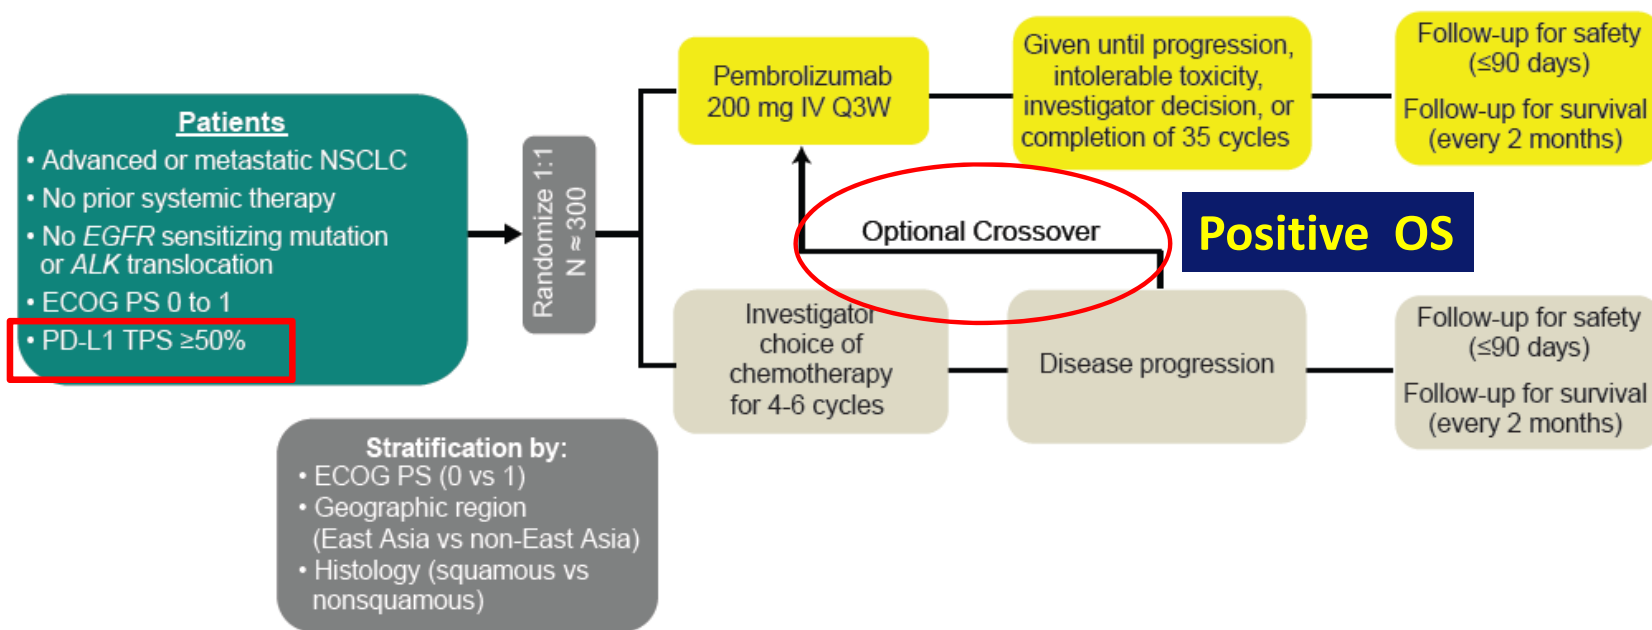 Patients
• Advanced or metastatic NSCLC
• No prior systemic therapy
• No EGFR sensitizing mutation
or ALK translocation
• ECOG PS 0 to 1
• PD-L1 TPS ≥50%
Randomize 1:1
N ≈ 300
Pembrolizumab
200 mg IV Q3W
Given until progression,
intolerable toxicity,
investigator decision, or
completion of 35 cycles
Follow-up for safety
(≤90 days)
Follow-up for survival
(every 2 months)
Optional Crossover
Positive OS
Investigator
choice of
chemotherapy
for 4-6 cycles
Disease progression
Follow-up for safety
(≤90 days)
Follow-up for survival
(every 2 months)
Stratification by:
• ECOG PS (0 vs 1)
• Geographic region
(East Asia vs non-East Asia)
• Histology (squamous vs
nonsquamous)